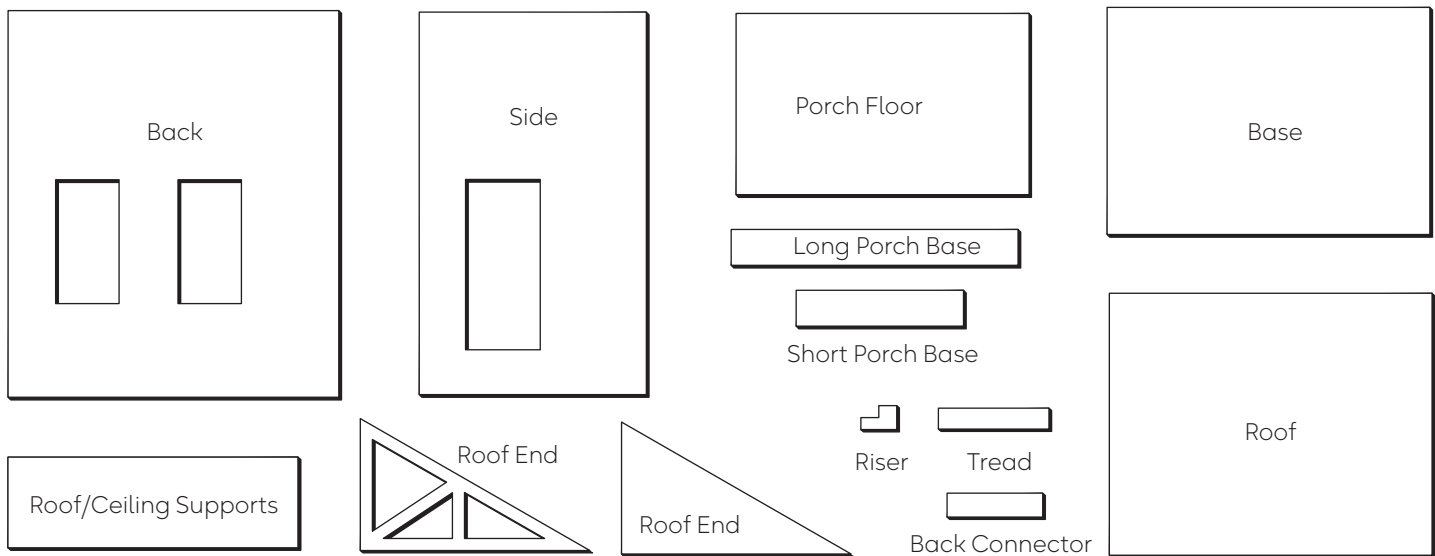 Back
Side
Porch Floor
Base
Long Porch Base
Short Porch Base
Roof
Roof End
Riser
Tread
Roof/Ceiling Supports
Roof End
Back Connector